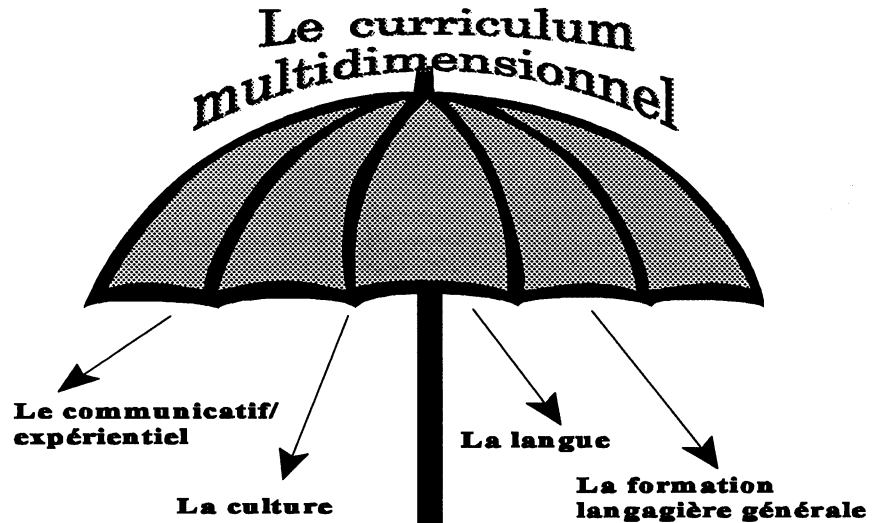 Le curriculum
multidimensionnel
Le communicatif/
expérientiel
La culture
La langue
La formation
langagière générale